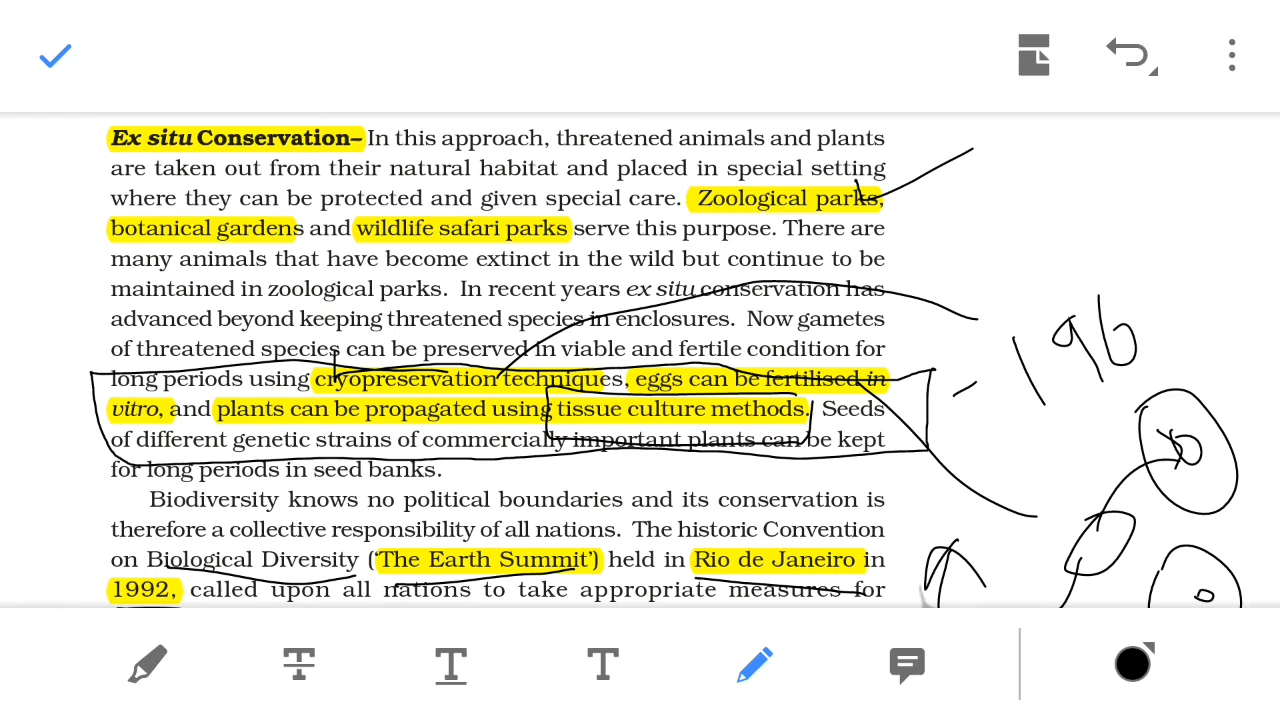 Ex situ Conservation– In this approach, threatened animals and plants
are taken out from their natural habitat and placed in special setting
where they can be protected and given special care. Zoological parks,
botanical gardens and wildlife safari parks serve this purpose. There are
many animals that have become extinct in the wild but continue to be
maintained in zoological parks. In recent years ex situ conservation has
advanced beyond keeping threatened species in enclosures. Now gametes
of threatened species can be preserved in viable and fertile condition for
long periods using cryopreservation techniques, eggs can be fertilised in
vitro, and plants can be propagated using tissue culture methods. Seeds
of different genetic strains of commercially important plants can be kept
for long periods in seed banks.
Biodiversity knows no political boundaries and its conservation is
therefore a collective responsibility of all nations. The historic Convention
on Biological Diversity (‘The Earth Summit’) held in Rio de Janeiro in
1992, called upon all nations to take appropriate measures for